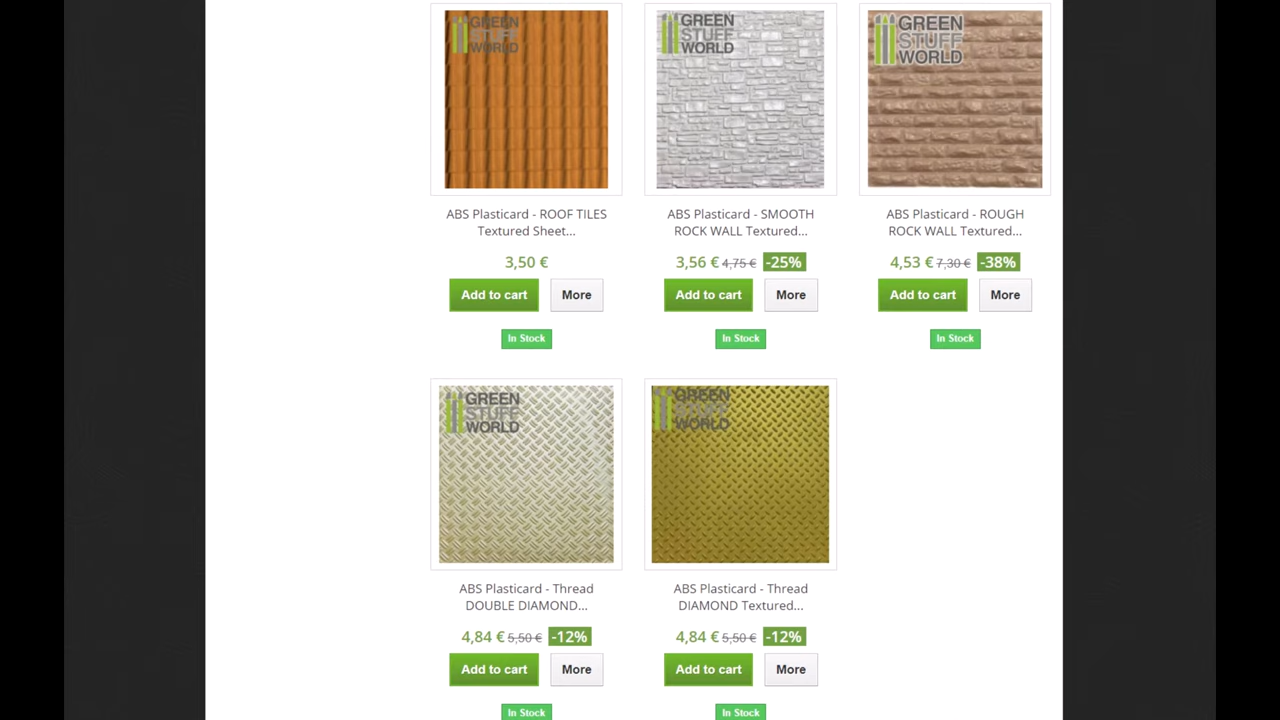 GREEN
STUFF
WORLD
GREEN
STUFF
WORLD
GREEN
STUFF
WORLD
ABS Plasticard - ROOF TILES
Textured Sheet...
ABS Plasticard - SMOOTH
ROCK WALL Textured...
ABS Plasticard - ROUGH
ROCK WALL Textured...
3,50 €
3,56 € 4,75 € -25%
4,53 € 7,30 € -38%
Add to cart More
Add to cart More
Add to cart More
In Stock
In Stock
In Stock
GREEN
STUFF
WORLD
GREEN
STUFF
WORLD
ABS Plasticard - Thread
DOUBLE DIAMOND...
ABS Plasticard - Thread
DIAMOND Textured...
4,84 € 5,50 € -12%
4,84 € 5,50 € -12%
Add to cart More
Add to cart More
In Stock
In Stock